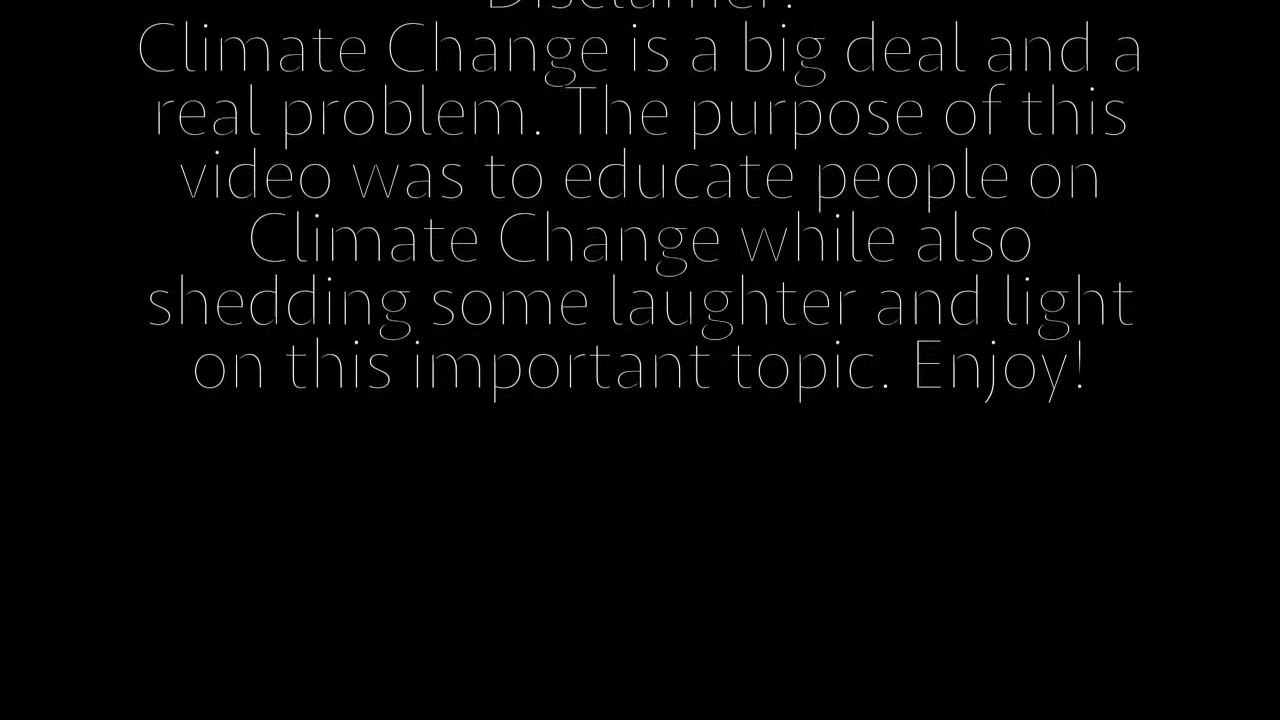 Disclaimer:
Climate Change is a big deal and a
real problem. The purpose of this
video was to educate people on
Climate Change while also
shedding some laughter and light
on this important topic. Enjoy!